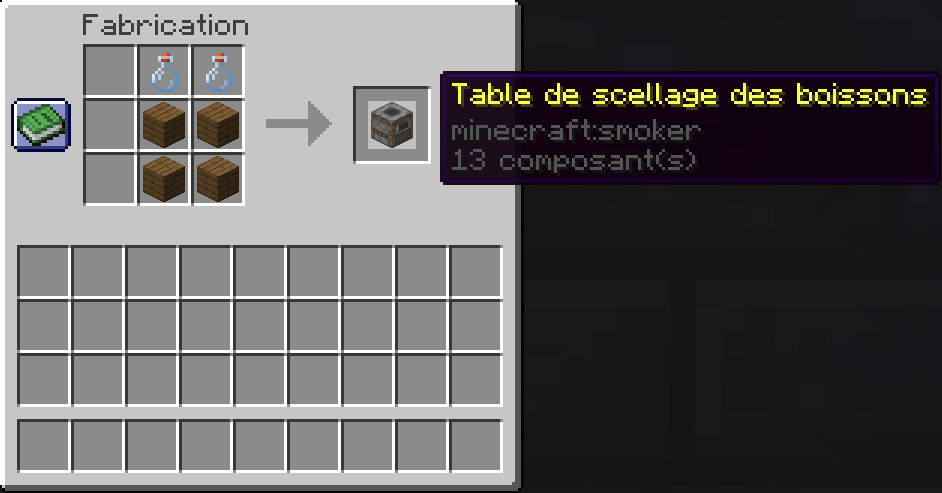 Fabrication
Table de scellage des boissons
minecraft:smoker
13 composant(s)